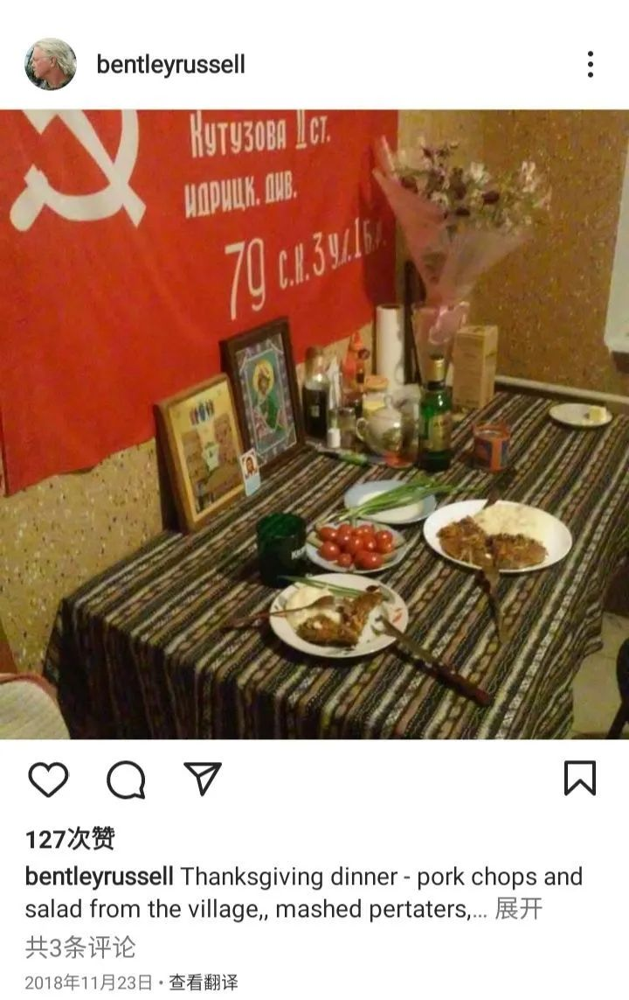 bentleyrussell
Кутузова II ст.
идрицк. див.
79 с.к. 3 у.А. 1 Б.Ф.
127次赞
bentleyrussell Thanksgiving dinner - pork chops and
salad from the village,, mashed pertaters,... 展开
共3条评论
2018年11月23日 • 查看翻译